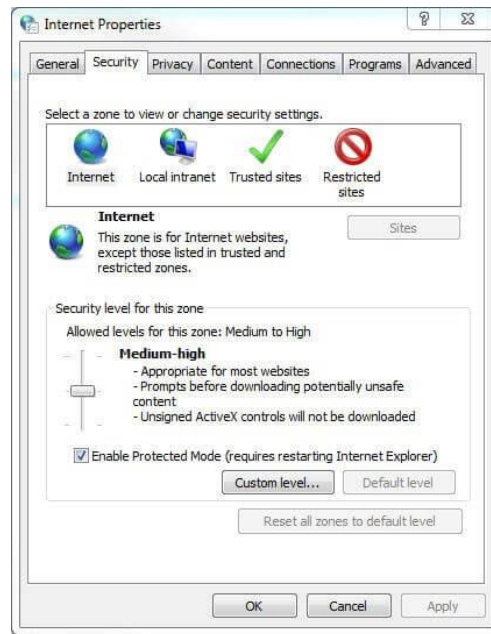 Internet Properties
General Security Privacy Content Connections Programs Advanced
Select a zone to view or change security settings.
Internet Local intranet Trusted sites Restricted sites
Internet
Sites
This zone is for Internet websites,
except those listed in trusted and
restricted zones.
Security level for this zone
Allowed levels for this zone: Medium to High
Medium-high
- Appropriate for most websites
- Prompts before downloading potentially unsafe
content
- Unsigned ActiveX controls will not be downloaded
Enable Protected Mode (requires restarting Internet Explorer)
Custom level... Default level
Reset all zones to default level
OK Cancel Apply